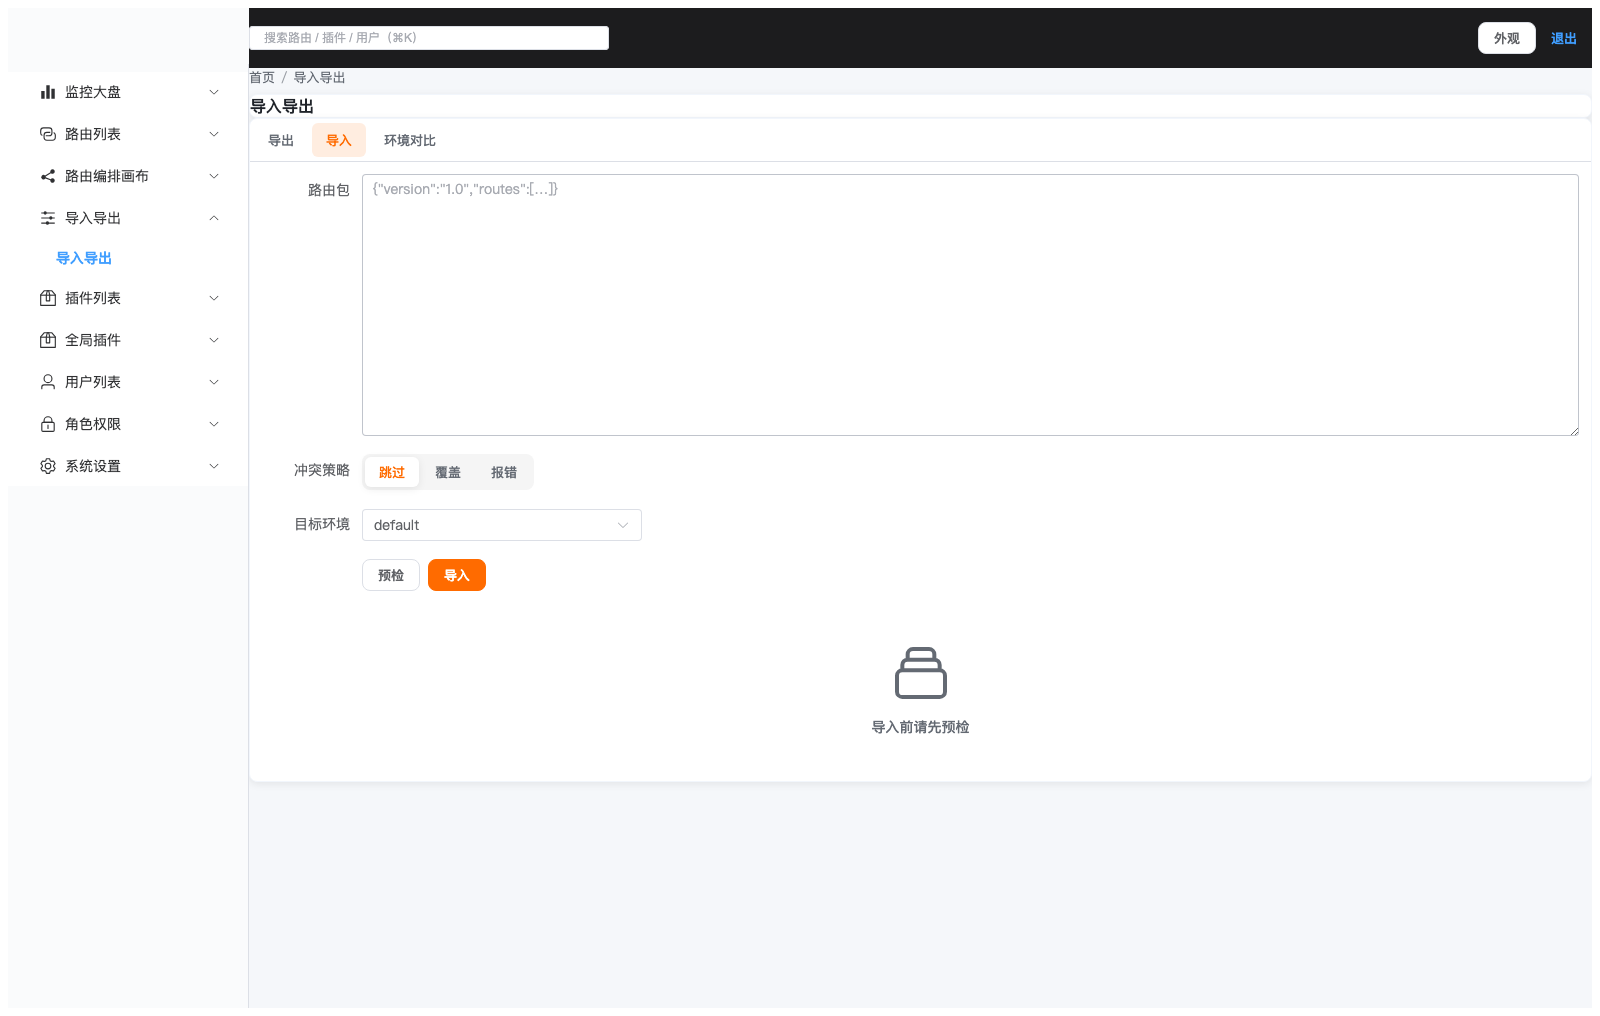 搜索路由 / 插件 / 用户（⌘K）
外观
退出
监控大盘
路由列表
路由编排画布
导入导出
导入导出
插件列表
全局插件
用户列表
角色权限
系统设置
首页 / 导入导出
导入导出
导出 导入 环境对比
路由包
{"version":"1.0","routes":[...]}
冲突策略
跳过 覆盖 报错
目标环境
default
预检 导入
导入前请先预检